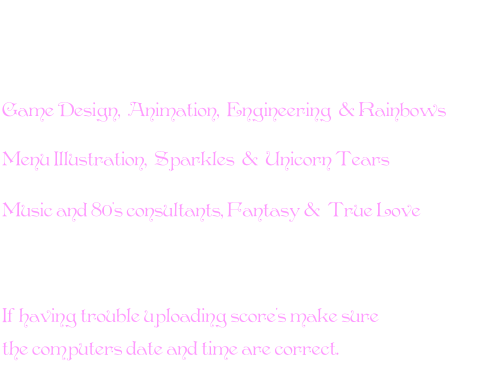 Game Design, Animation, Engineering & Rainbows
Menu Illustration, Sparkles & Unicorn Tears
Music and 80's consultants, Fantasy & True Love
If having trouble uploading score's make sure
the computers date and time are correct.